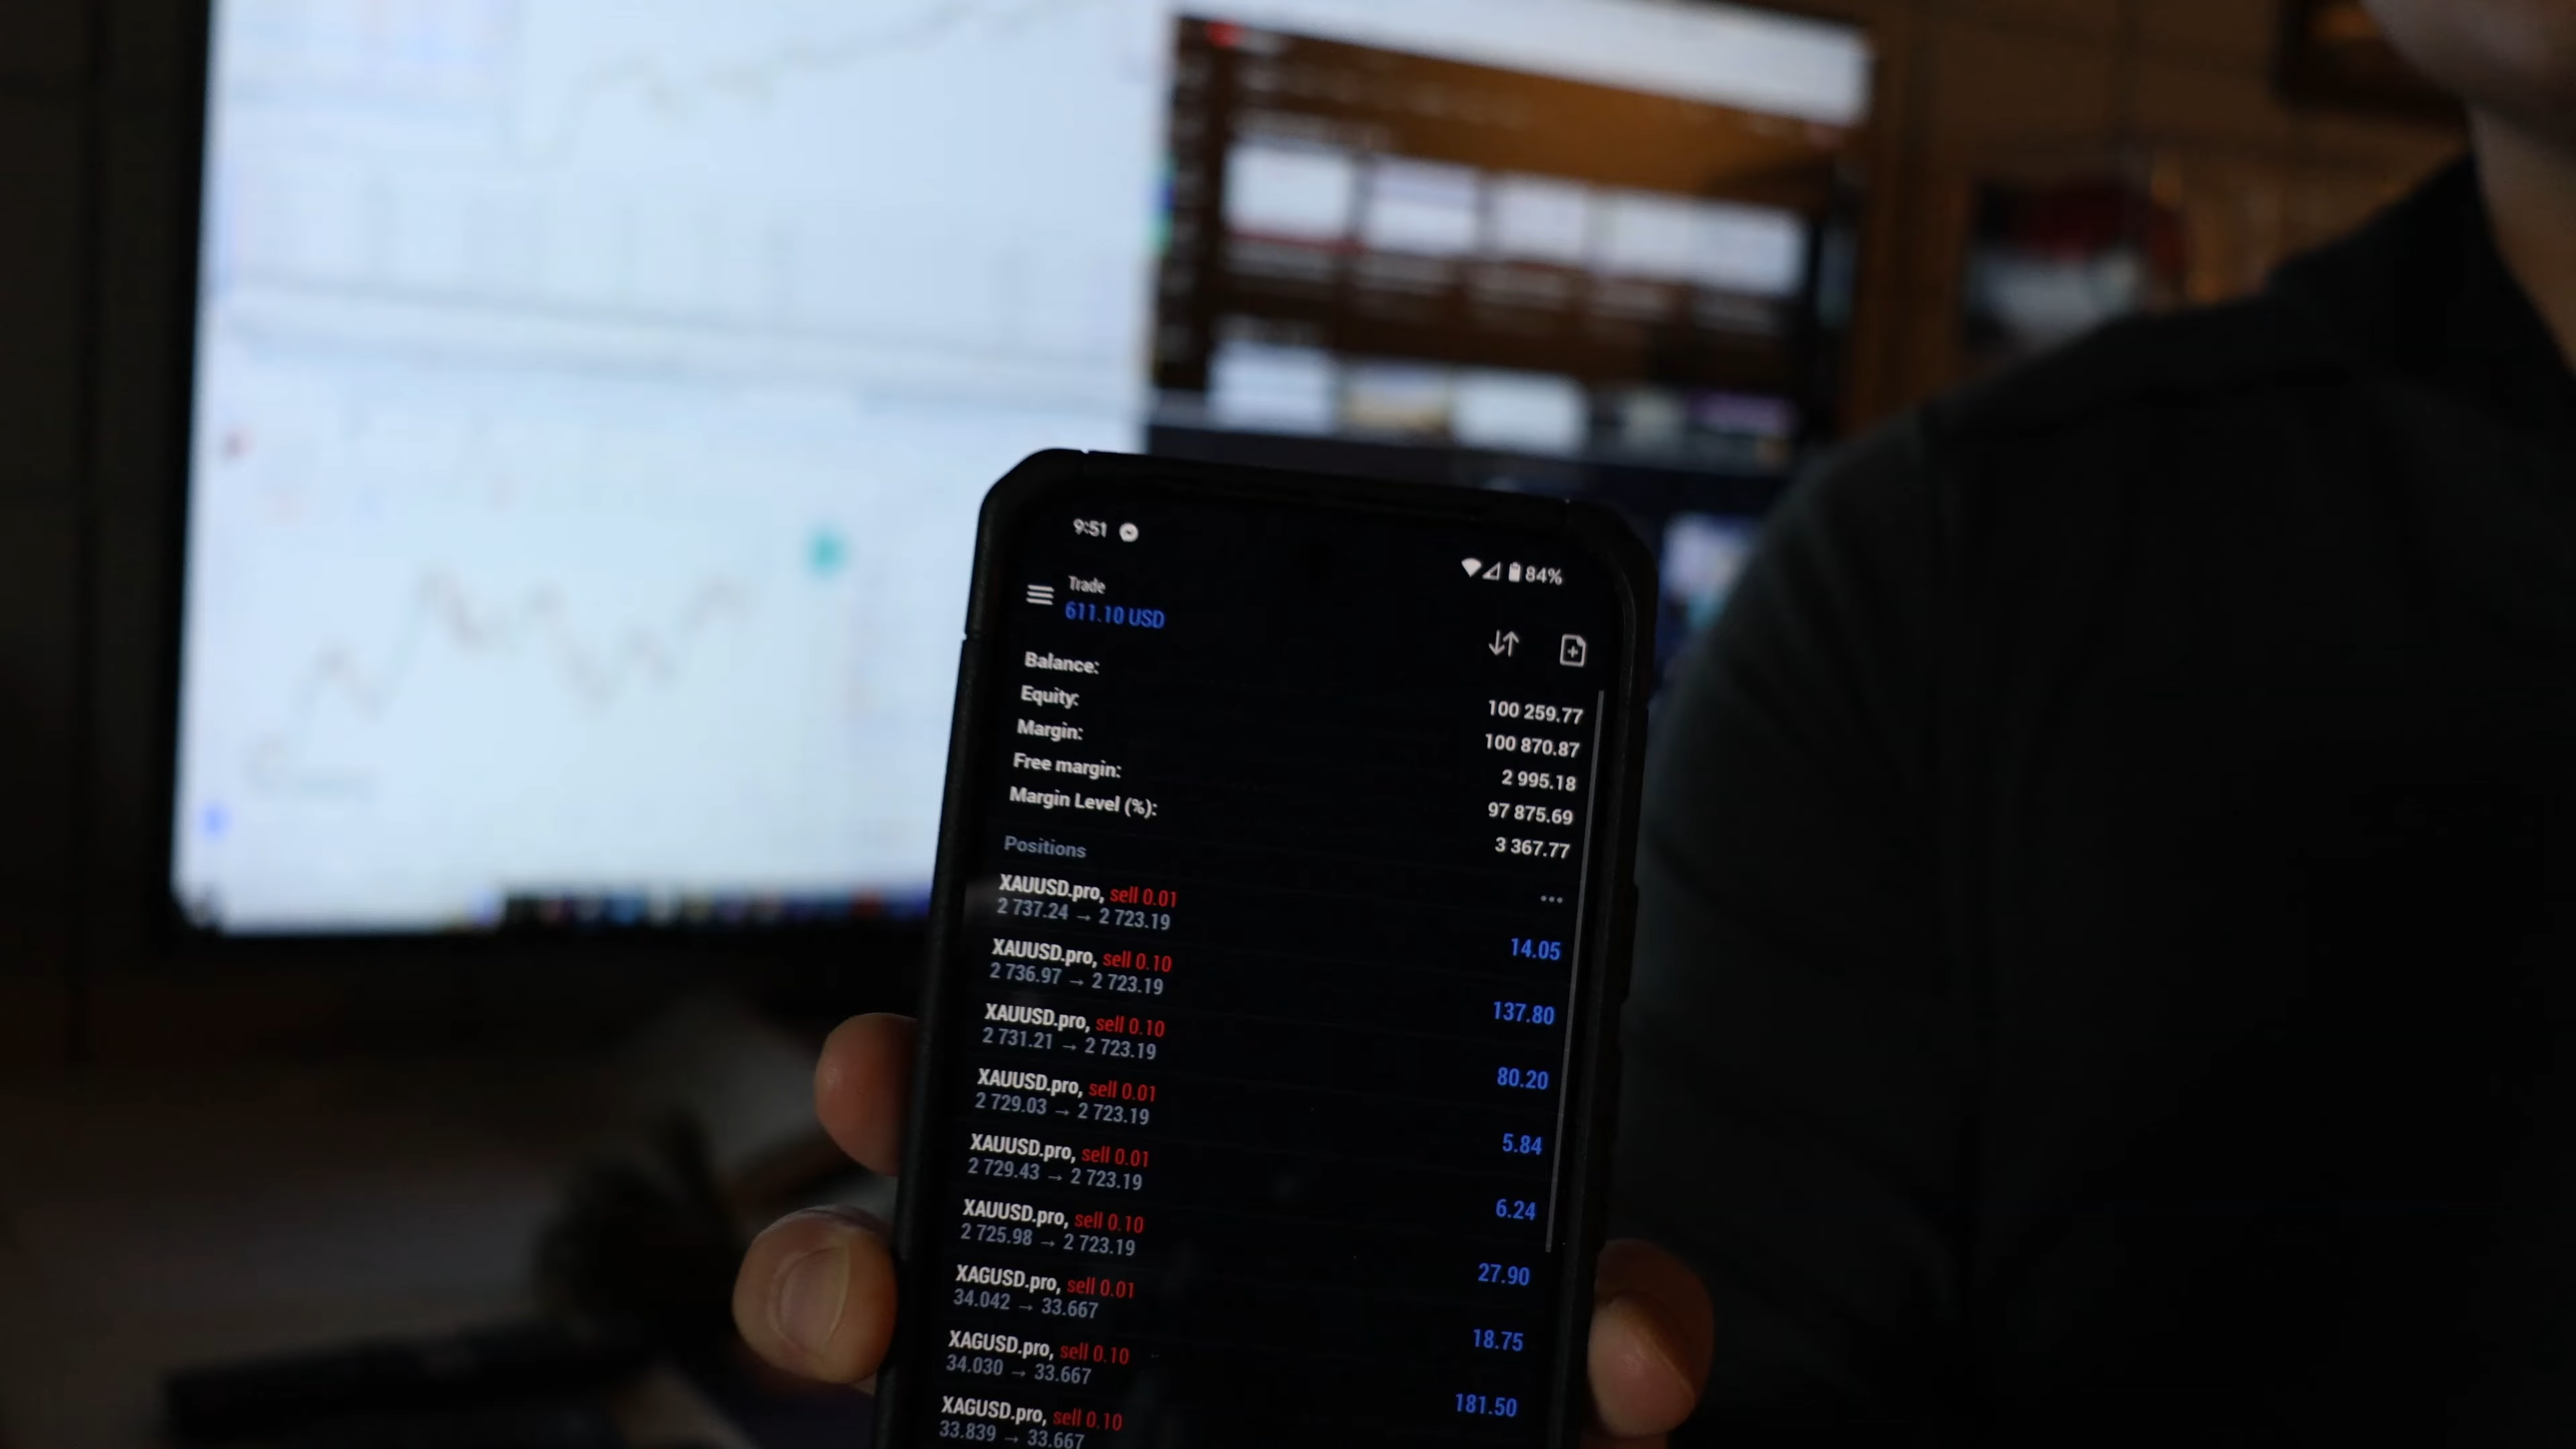 9:51
84%
Trade
611.10 USD
Balance: 100 259.77
Equity: 100 870.87
Margin: 2 995.18
Free margin: 97 875.69
Margin Level (%): 3 367.77
Positions
XAUUSD.pro, sell 0.01
2 737.24 → 2 723.19 14.05
XAUUSD.pro, sell 0.10
2 736.97 → 2 723.19 137.80
XAUUSD.pro, sell 0.10
2 731.21 → 2 723.19 80.20
XAUUSD.pro, sell 0.01
2 729.03 → 2 723.19 5.84
XAUUSD.pro, sell 0.01
2 729.43 → 2 723.19 6.24
XAUUSD.pro, sell 0.10
2 725.98 → 2 723.19 27.90
XAGUSD.pro, sell 0.01
34.042 → 33.667 18.75
XAGUSD.pro, sell 0.10
34.030 → 33.667 181.50
XAGUSD.pro, sell 0.10
33.839 → 33.667